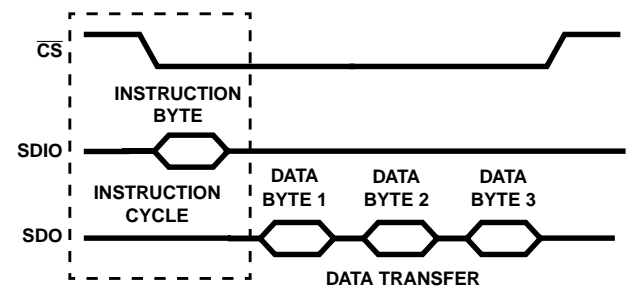 CS
INSTRUCTION
BYTE
SDIO
INSTRUCTION
CYCLE
DATA
BYTE 1
DATA
BYTE 2
DATA
BYTE 3
SDO
DATA TRANSFER